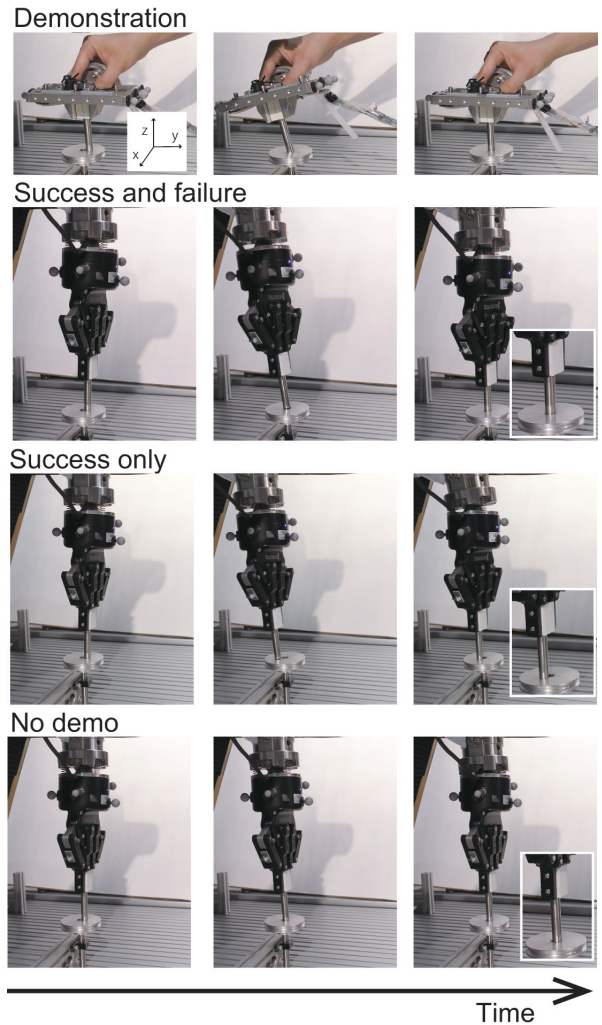 Demonstration
z
y
x
Success and failure
Success only
No demo
Time